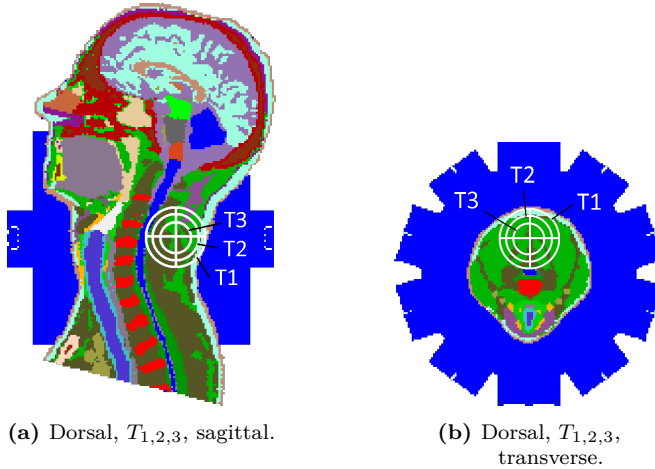 T3
T2
T1
T2
T3
T1
(a) Dorsal, T1,2,3, sagittal.
(b) Dorsal, T1,2,3,
transverse.